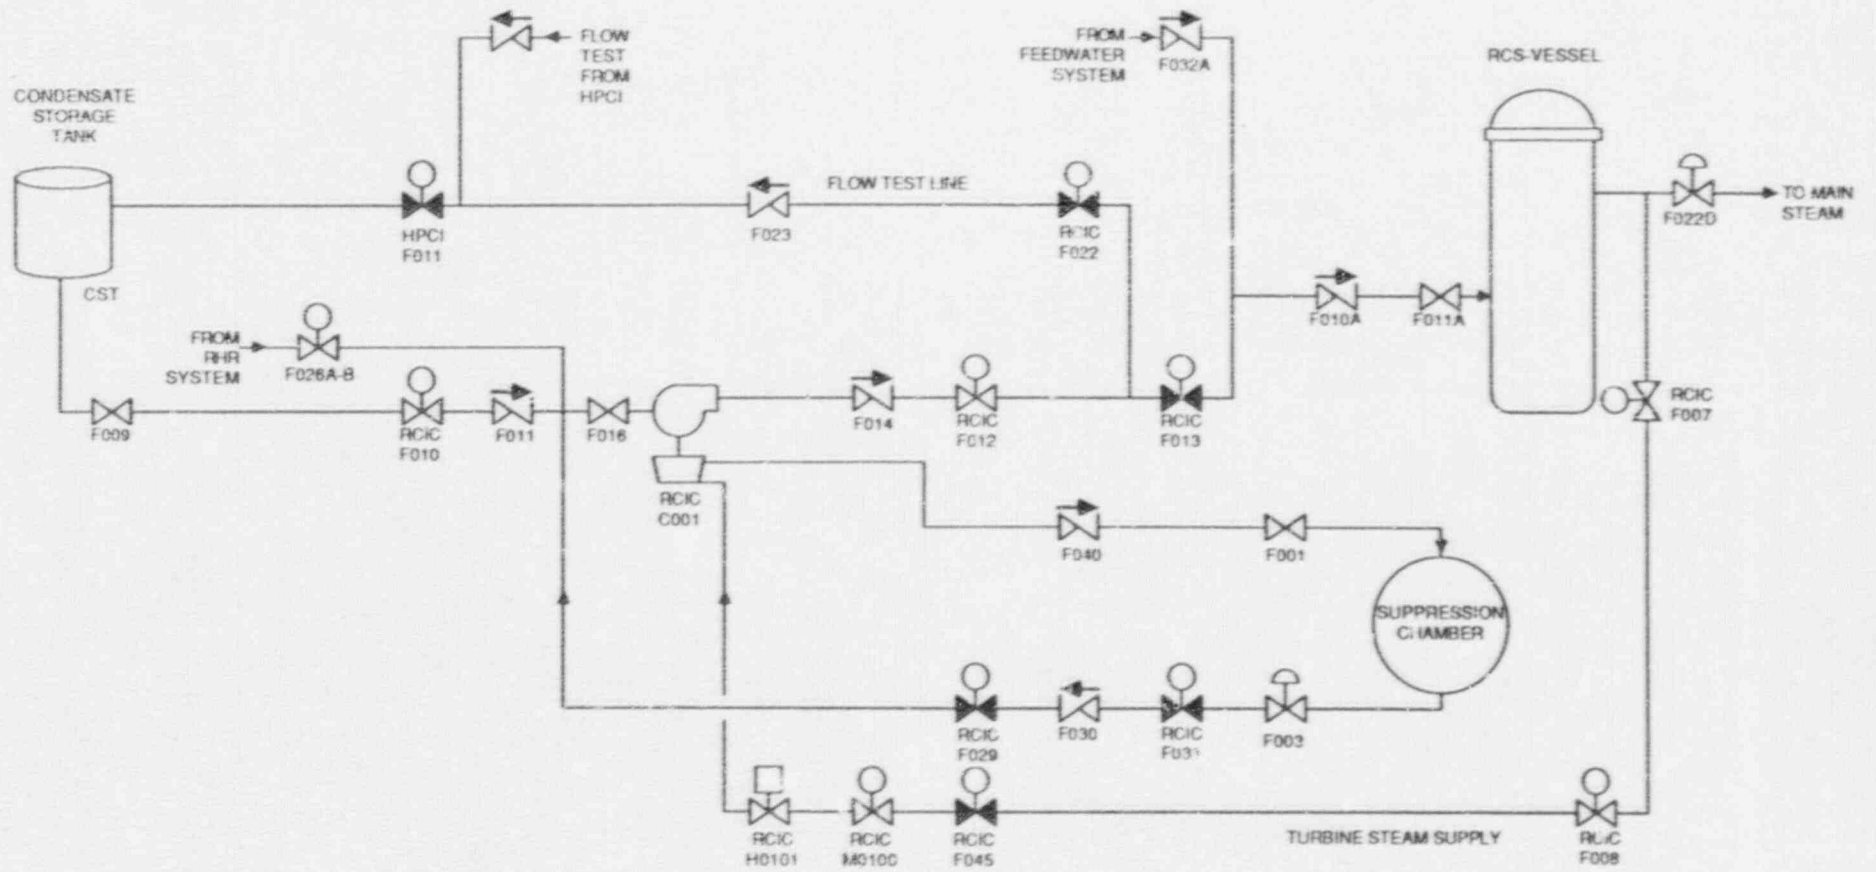 FLOW
TEST
FROM
HPCI
FROM
FEEDWATER
SYSTEM
F032A
RCS-VESSEL
CONDENSATE
STORAGE
TANK
FLOW TEST LINE
HPCI
F011
F023
RCIC
F022
F022D
TO MAIN
STEAM
CST
FROM
RHR
SYSTEM
F026A-B
F010A
F011A
F009
RCIC
F010
F011
F016
F014
RCIC
F012
RCIC
F013
RCIC
F007
RCIC
C001
F040
F001
SUPPRESSION
CHAMBER
RCIC
F029
F030
RCIC
F031
F003
RCIC
H0101
RCIC
RCIC
F045
TURBINE STEAM SUPPLY
RCIC
F008